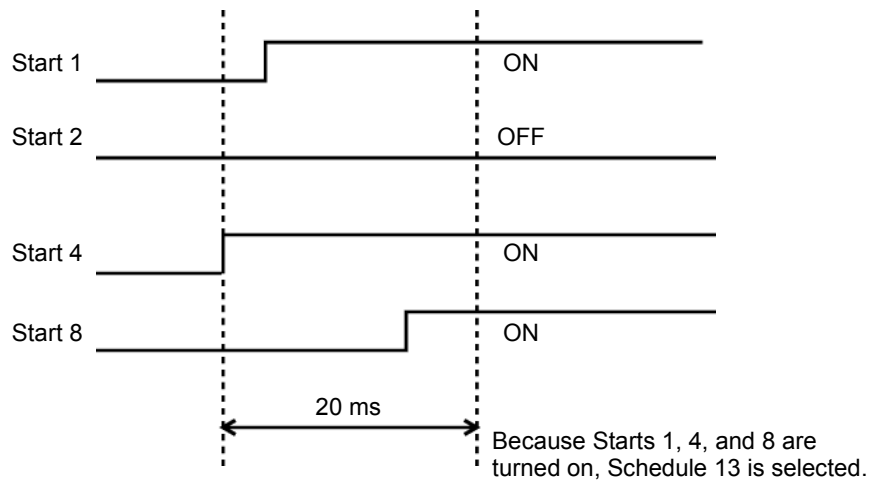 Start 1
ON
Start 2
OFF
Start 4
ON
Start 8
ON
20 ms
Because Starts 1, 4, and 8 are
turned on, Schedule 13 is selected.